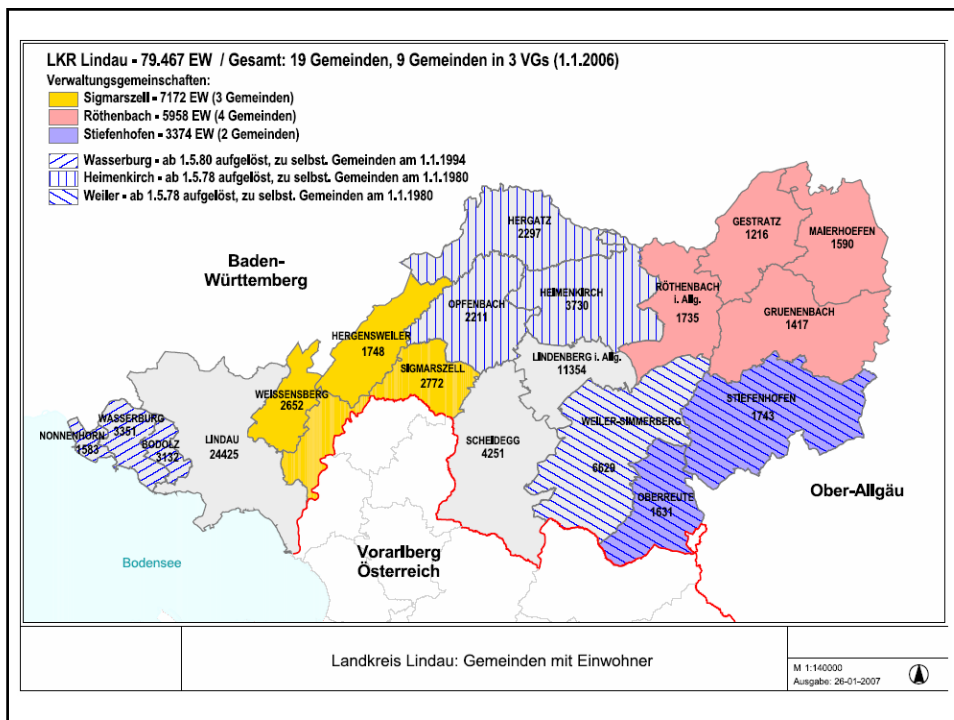 LKR Lindau - 79.467 EW / Gesamt: 19 Gemeinden, 9 Gemeinden in 3 VGs (1.1.2006)
Verwaltungsgemeinschaften:
Sigmarszell - 7172 EW (3 Gemeinden)
Röthenbach - 5958 EW (4 Gemeinden)
Stiefenhofen - 3374 EW (2 Gemeinden)
Wasserburg - ab 1.5.80 aufgelöst, zu selbst. Gemeinden am 1.1.1994
Heimenkirch - ab 1.5.78 aufgelöst, zu selbst. Gemeinden am 1.1.1980
Weiler - ab 1.5.78 aufgelöst, zu selbst. Gemeinden am 1.1.1980
HERGATZ
2297
GESTRATZ
1216
MAIERHOEFEN
1590
Baden-
Württemberg
OPFENBACH
2211
HEIMENKIRCH
3730
RÖTHENBACH
i. Allg.
1735
GRUENENBACH
1417
HERGENSWEILER
1748
LINDENBERG i. Allg.
11354
SIGMARSZELL
2772
WEISSENSBERG
2652
STIEFENHOFEN
1743
WASSERBURG
3351
NONNENHORN
1583
BODOLZ
3132
LINDAU
24425
SCHEIDEGG
4251
WEILER-SIMMERBERG
6629
OBERREUTE
1631
Ober-Allgäu
Vorarlberg
Österreich
Bodensee
Landkreis Lindau: Gemeinden mit Einwohner
M 1:140000
Ausgabe: 26-01-2007